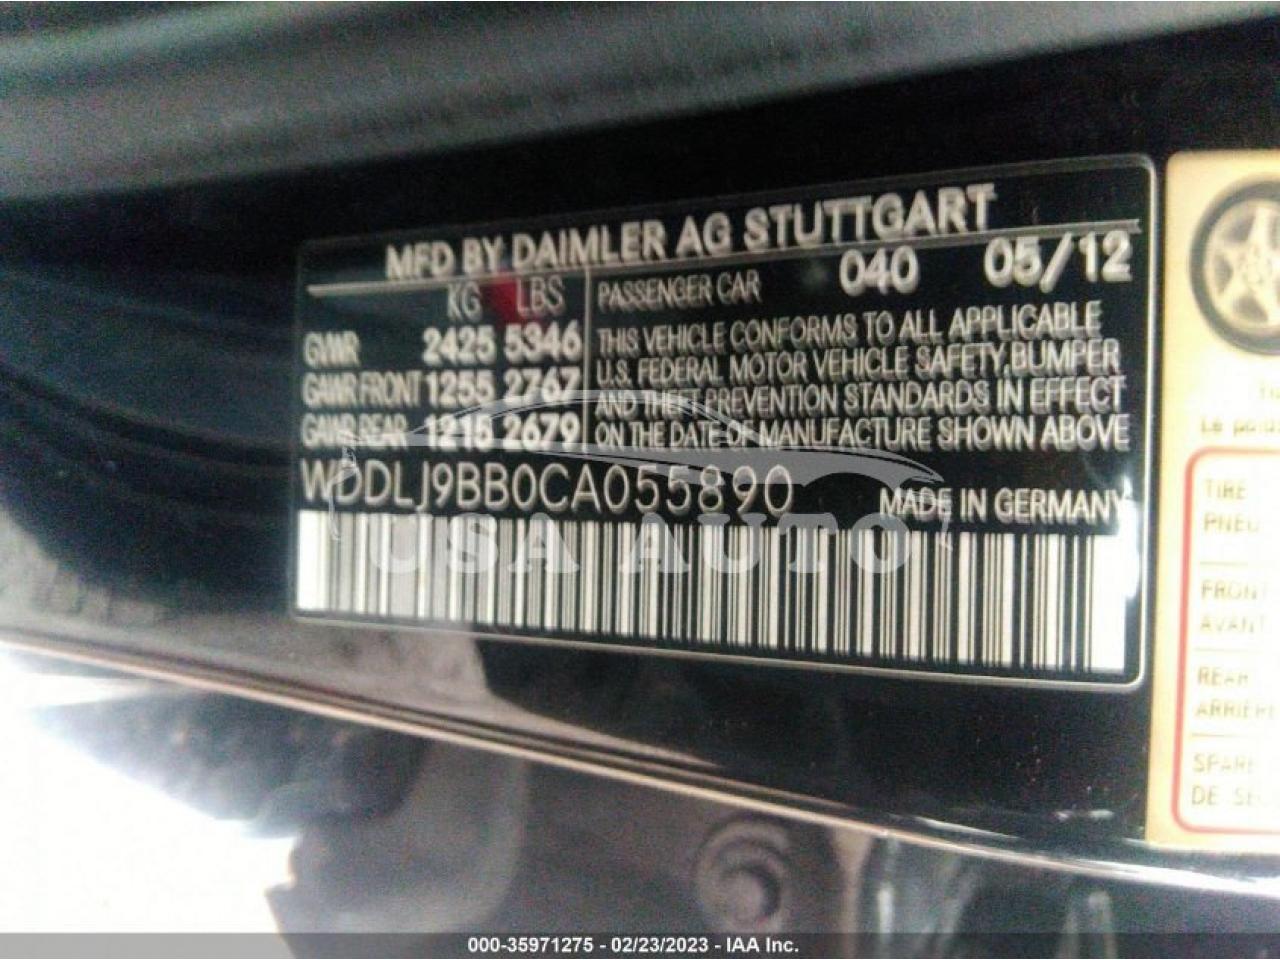 MFD BY DAIMLER AG STUTTGART
KG LBS
GVWR 2425 5346
GAWR FRONT 1255 2767
GAWR REAR 1215 2679
PASSENGER CAR 040 05/12
THIS VEHICLE CONFORMS TO ALL APPLICABLE
U.S. FEDERAL MOTOR VEHICLE SAFETY, BUMPER
AND THEFT PREVENTION STANDARDS IN EFFECT
ON THE DATE OF MANUFACTURE SHOWN ABOVE
WDDLJ9BB0CA055890
MADE IN GERMANY
USA AUTO
TIRE
PNEU
FRONT
AVANT
REAR
ARRIERE
000-35971275 - 02/23/2023 - IAA Inc.